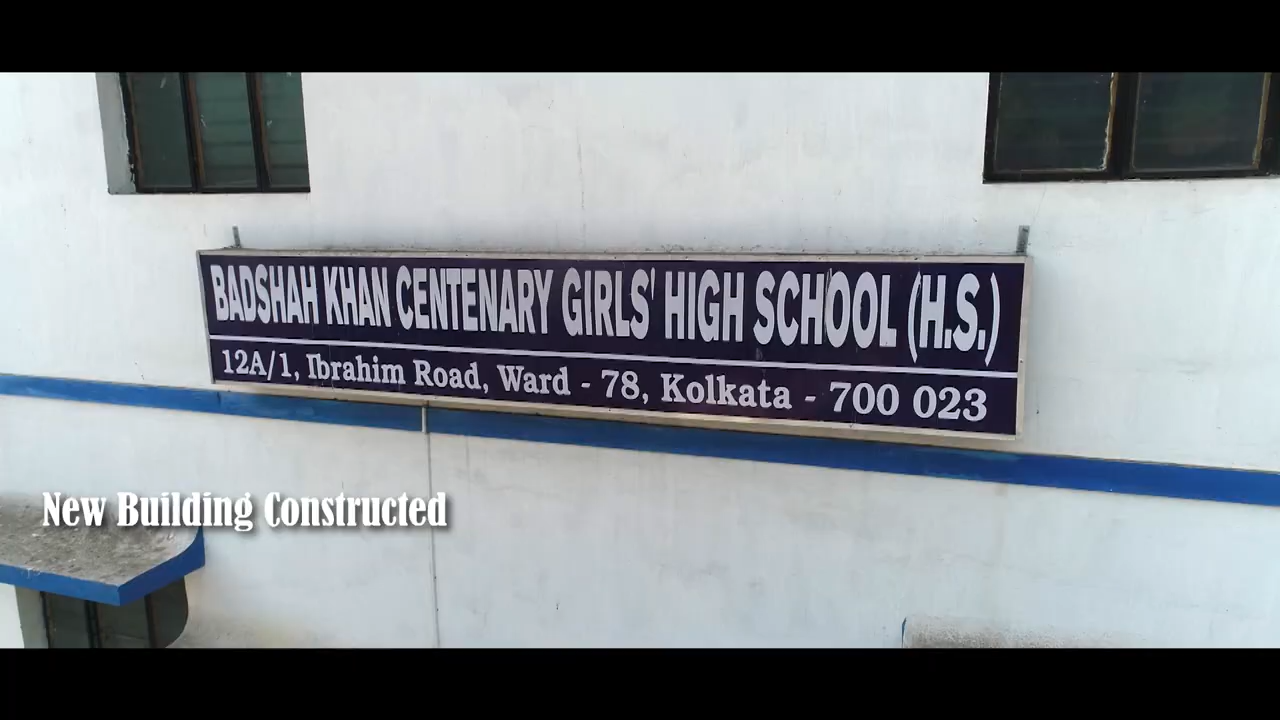 BADSHAH KHAN CENTENARY GIRLS' HIGH SCHOOL (H.S.)
12A/1, Ibrahim Road, Ward - 78, Kolkata - 700 023
New Building Constructed